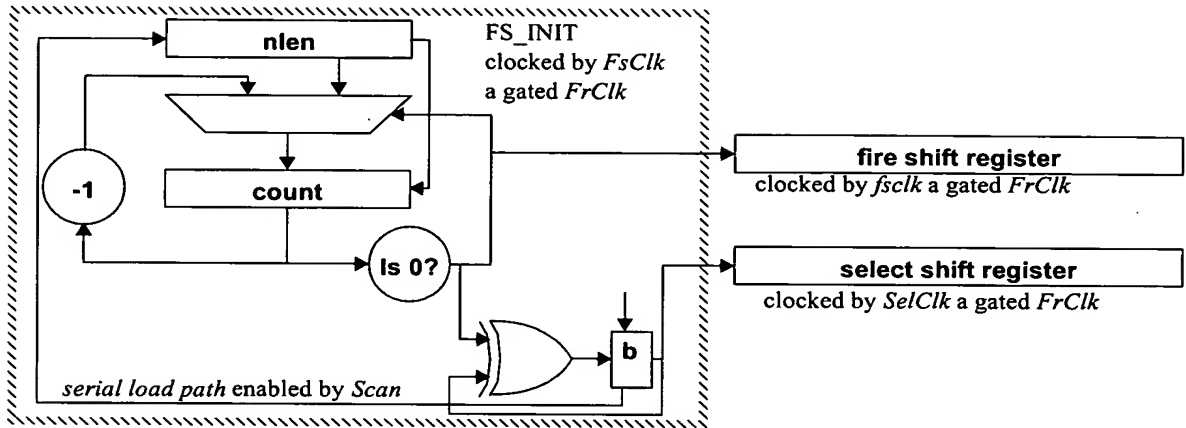 nlen
FS_INIT
clocked by FsClk
a gated FrClk
-1
count
Is 0?
b
serial load path enabled by Scan
fire shift register
clocked by fsclk a gated FrClk
select shift register
clocked by SelClk a gated FrClk